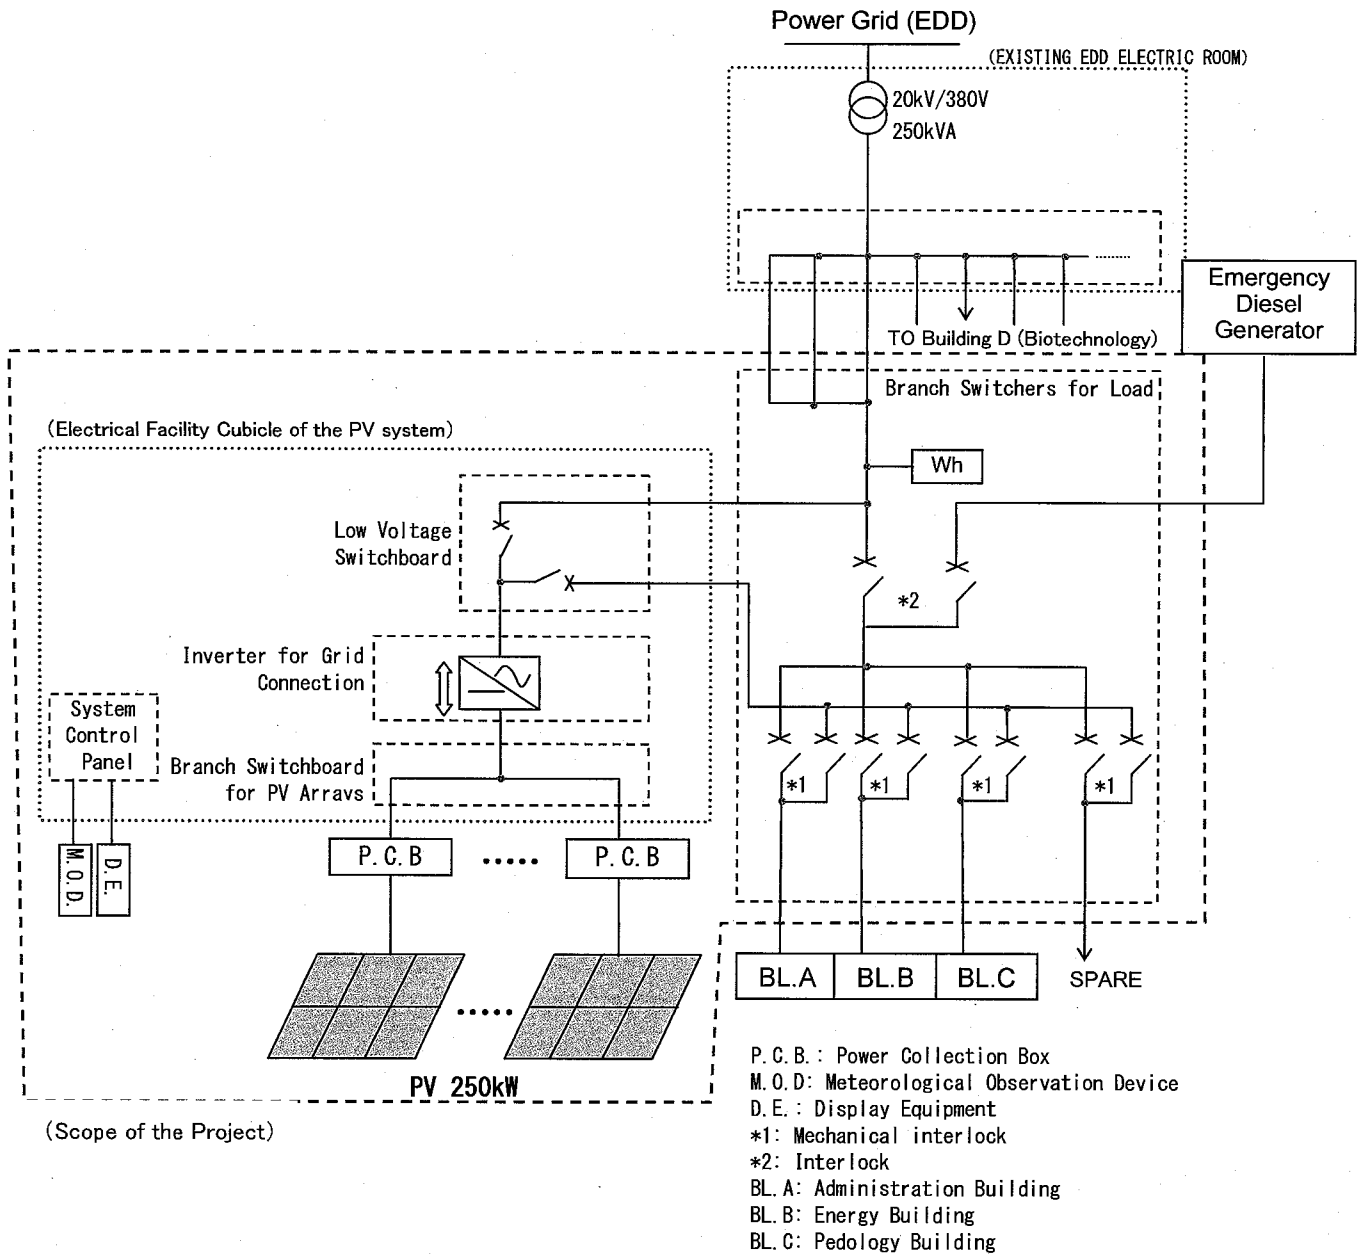 Power Grid (EDD)
(EXISTING EDD ELECTRIC ROOM)
20kV/380V
250kVA
Emergency
Diesel
Generator
TO Building D (Biotechnology)
Branch Switchers for Load
(Electrical Facility Cubicle of the PV system)
Wh
Low Voltage
Switchboard
*2
Inverter for Grid
Connection
System
Control
Panel
Branch Switchboard
for PV Arravs
*1
*1
*1
*1
P.C.B
P.C.B
M.O.D.
D.E.
BL.A
BL.B
BL.C
SPARE
PV 250kW
(Scope of the Project)
P.C.B.: Power Collection Box
M.O.D: Meteorological Observation Device
D.E.: Display Equipment
*1: Mechanical interlock
*2: Interlock
BL.A: Administration Building
BL.B: Energy Building
BL.C: Pedology Building